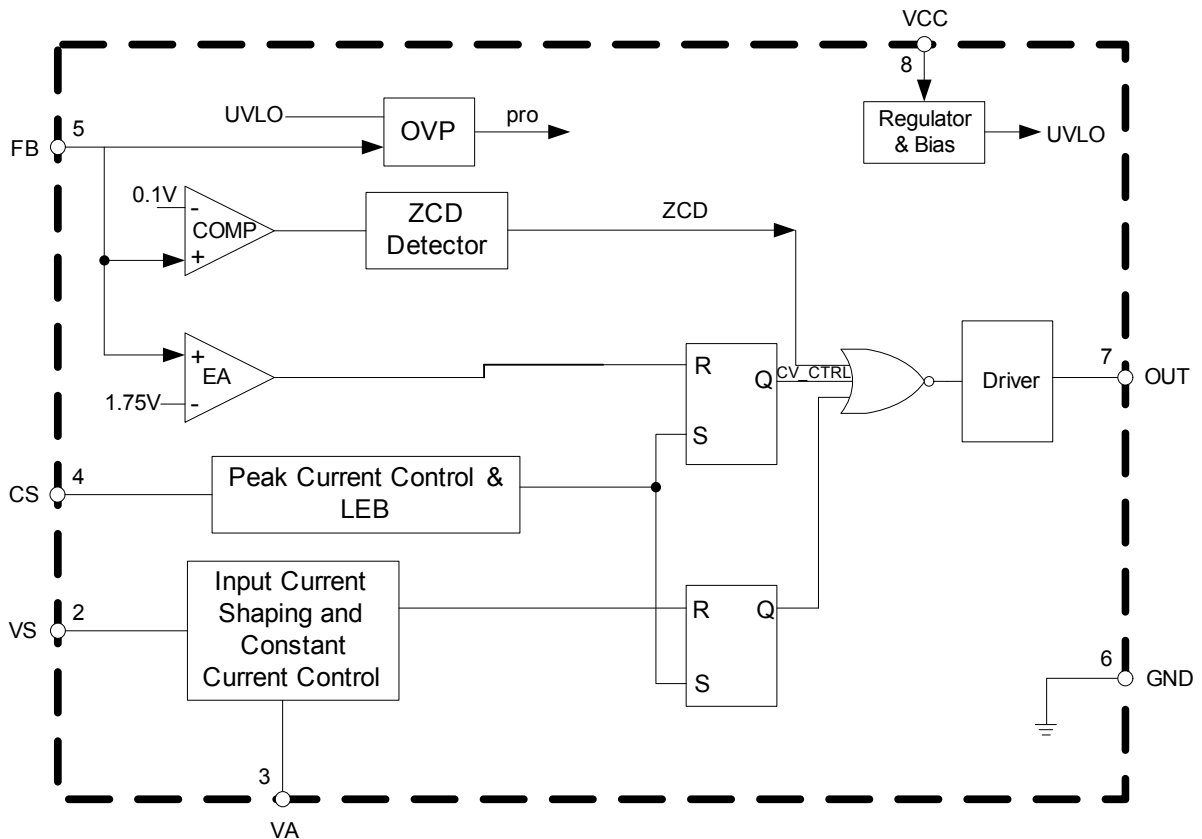 VCC
8
UVLO
OVP
pro
Regulator
& Bias
UVLO
5
FB
0.1V
-
COMP
+
ZCD
Detector
ZCD
+
EA
-
1.75V
R
Q
S
CV_CTRL
Driver
7
OUT
4
CS
Peak Current Control &
LEB
Input Current
Shaping and
Constant
Current Control
2
VS
R
Q
S
6
GND
3
VA